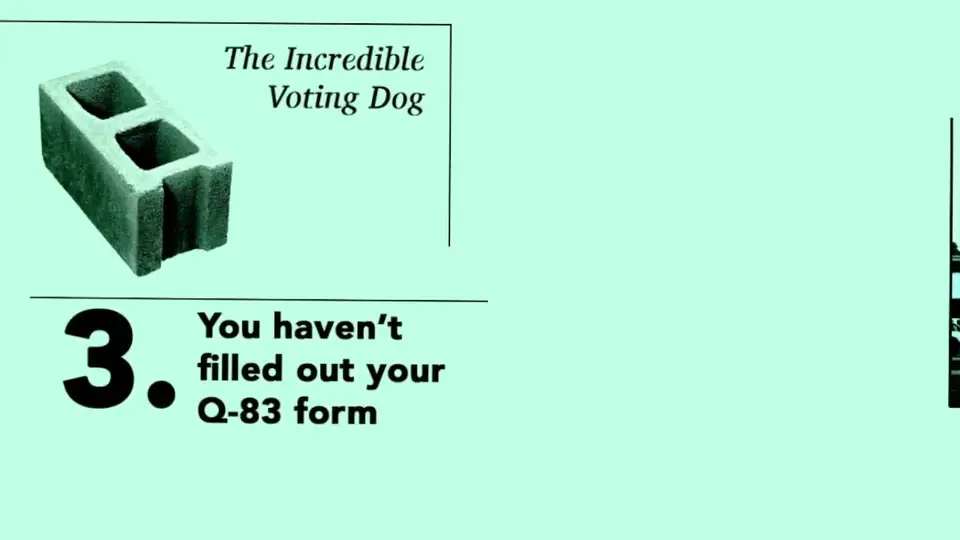 The Incredible
Voting Dog
3.
You haven't
filled out your
Q-83 form